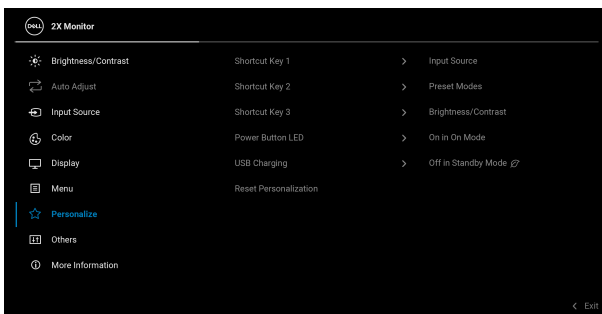 DELL 2X Monitor
Brightness/Contrast Shortcut Key 1 > Input Source
Auto Adjust Shortcut Key 2 > Preset Modes
Input Source Shortcut Key 3 > Brightness/Contrast
Color Power Button LED > On in On Mode
Display USB Charging > Off in Standby Mode
Menu Reset Personalization
Personalize
Others
More Information
< Exit